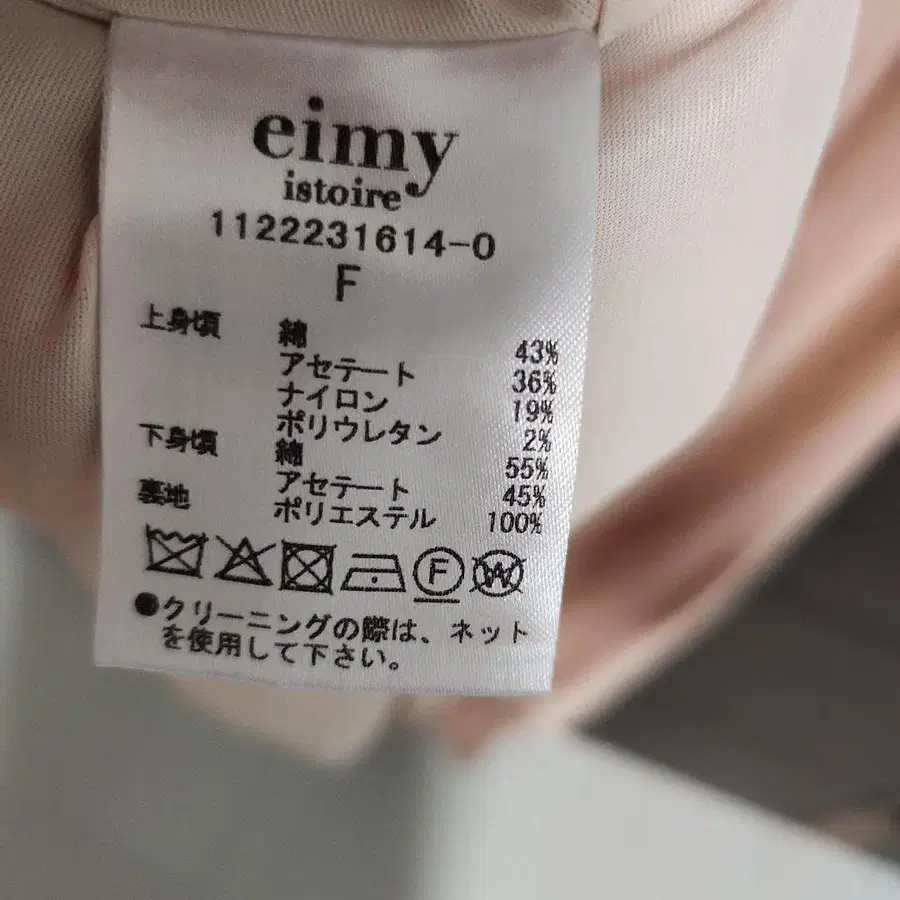 eimy
istoire
1122231614-0
F
上身頃 綿 43%
アセテート 36%
ナイロン 19%
ポリウレタン 2%
下身頃 綿 55%
アセテート 45%
裏地 ポリエステル 100%
F W
●クリーニングの際は、ネット
を使用して下さい。